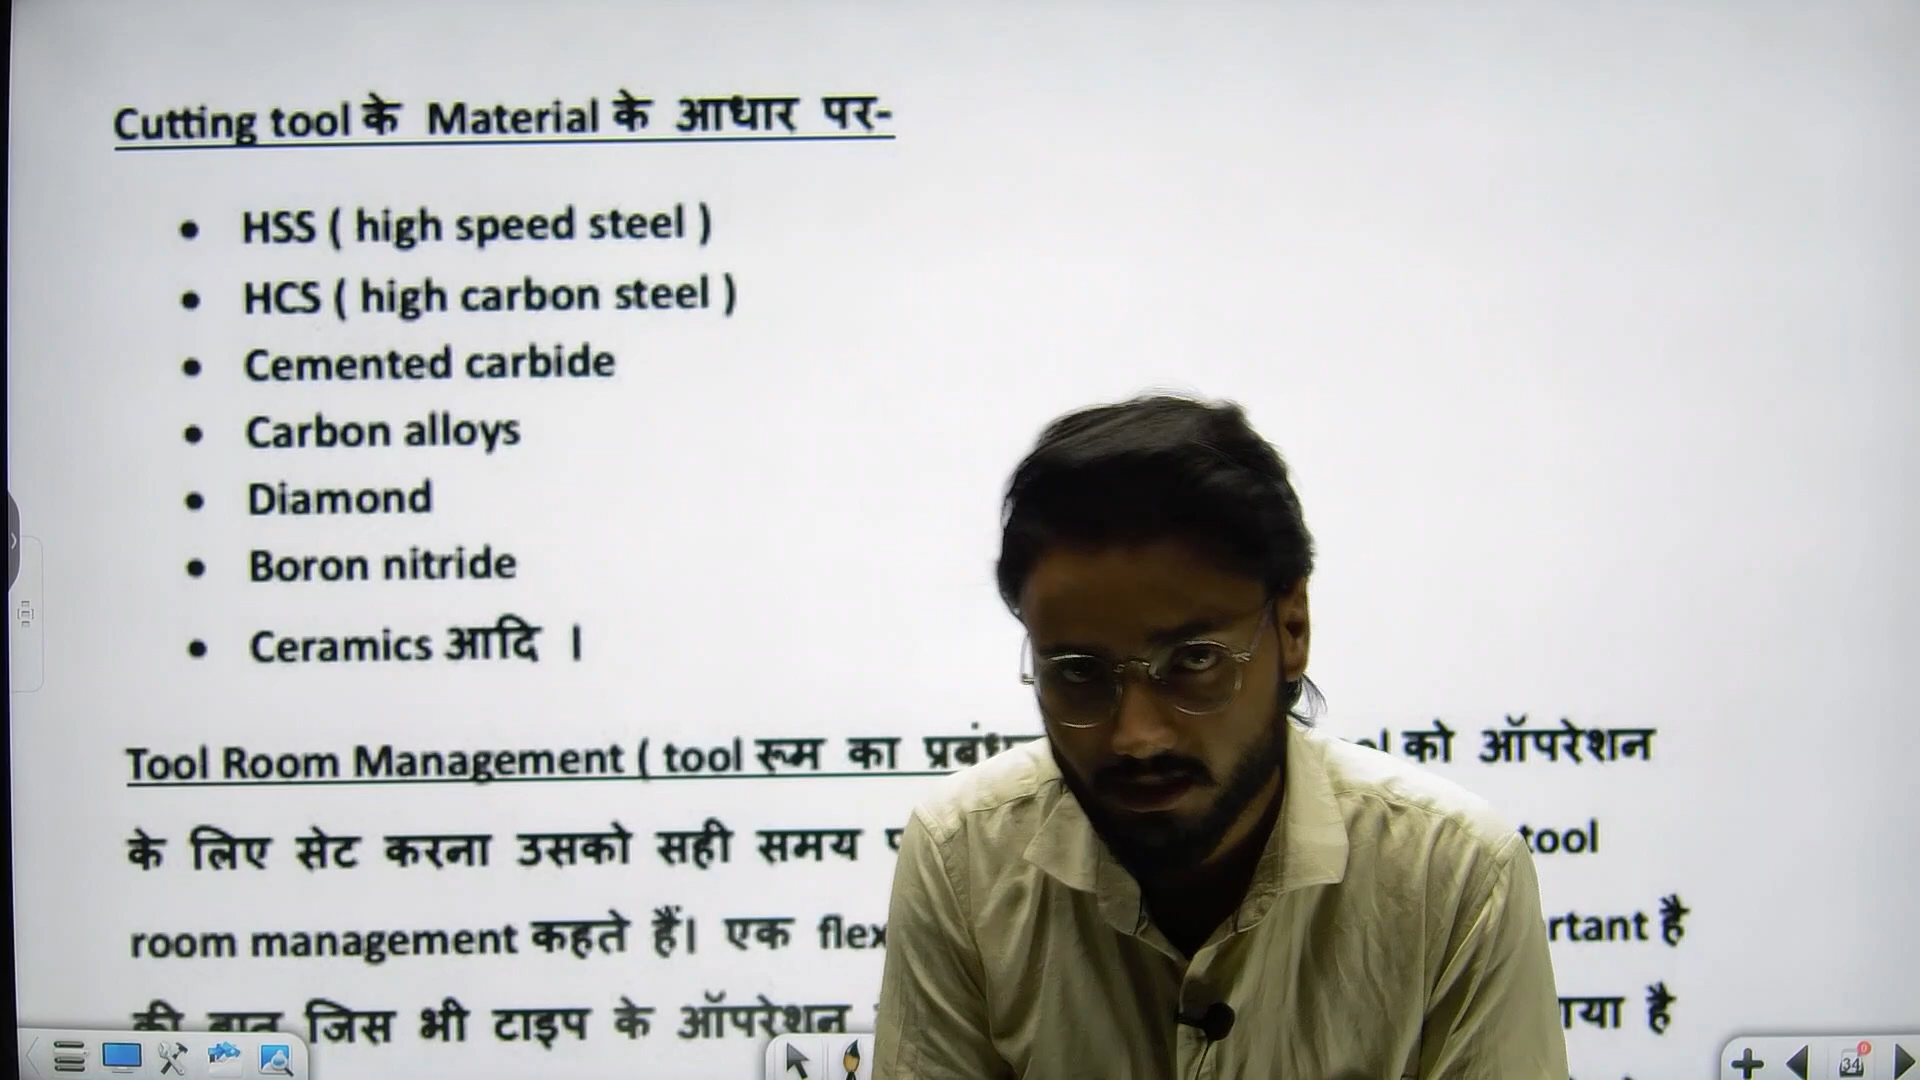 Cutting tool के Material के आधार पर-
• HSS ( high speed steel )
• HCS ( high carbon steel )
• Cemented carbide
• Carbon alloys
• Diamond
• Boron nitride
• Ceramics आदि ।
Tool Room Management ( tool रूम का को ऑपरेशन
के लिए सेट करना उसको सही समय tool
room management कहते हैं। एक है
की बात जिस भी टाइप के ऑपरेशन है
34